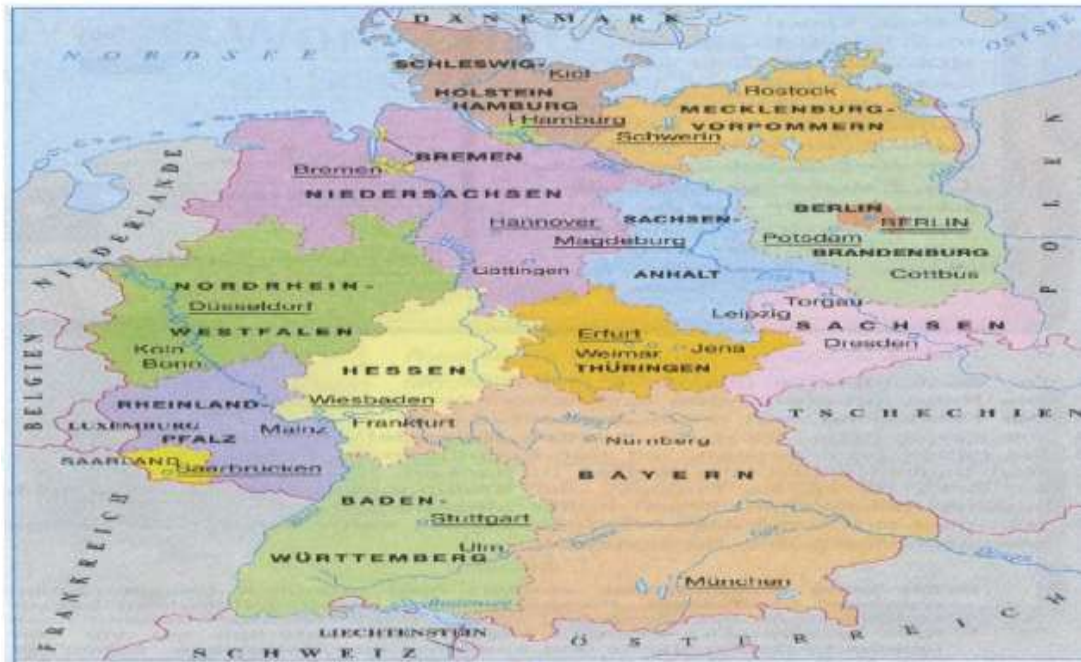 DÄNEMARK
NORDSEE
OSTSEE
SCHLESWIG-
Kiel
HOLSTEIN
HAMBURG
Hamburg
Rostock
MECKLENBURG-
VORPOMMERN
Schwerin
BREMEN
Bremen
NIEDERSACHSEN
Hannover
SACHSEN-
Magdeburg
BERLIN
BERLIN
Potsdam
BRANDENBURG
POLEN
NIEDERLANDE
Göttingen
ANHALT
Cottbus
NORDRHEIN-
Düsseldorf
WESTFALEN
Torgau
Leipzig
SACHSEN
Dresden
Köln
Bonn
Erfurt
Weimar
Jena
THÜRINGEN
HESSEN
BELGIEN
RHEINLAND-
Wiesbaden
Frankfurt
TSCHECHIEN
LUXEMBURG
PFALZ
Mainz
Nürnberg
SAARLAND
Saarbrücken
BAYERN
BADEN-
Stuttgart
FRANKREICH
Ulm
WÜRTTEMBERG
München
LIECHTENSTEIN
ÖSTERREICH
SCHWEIZ